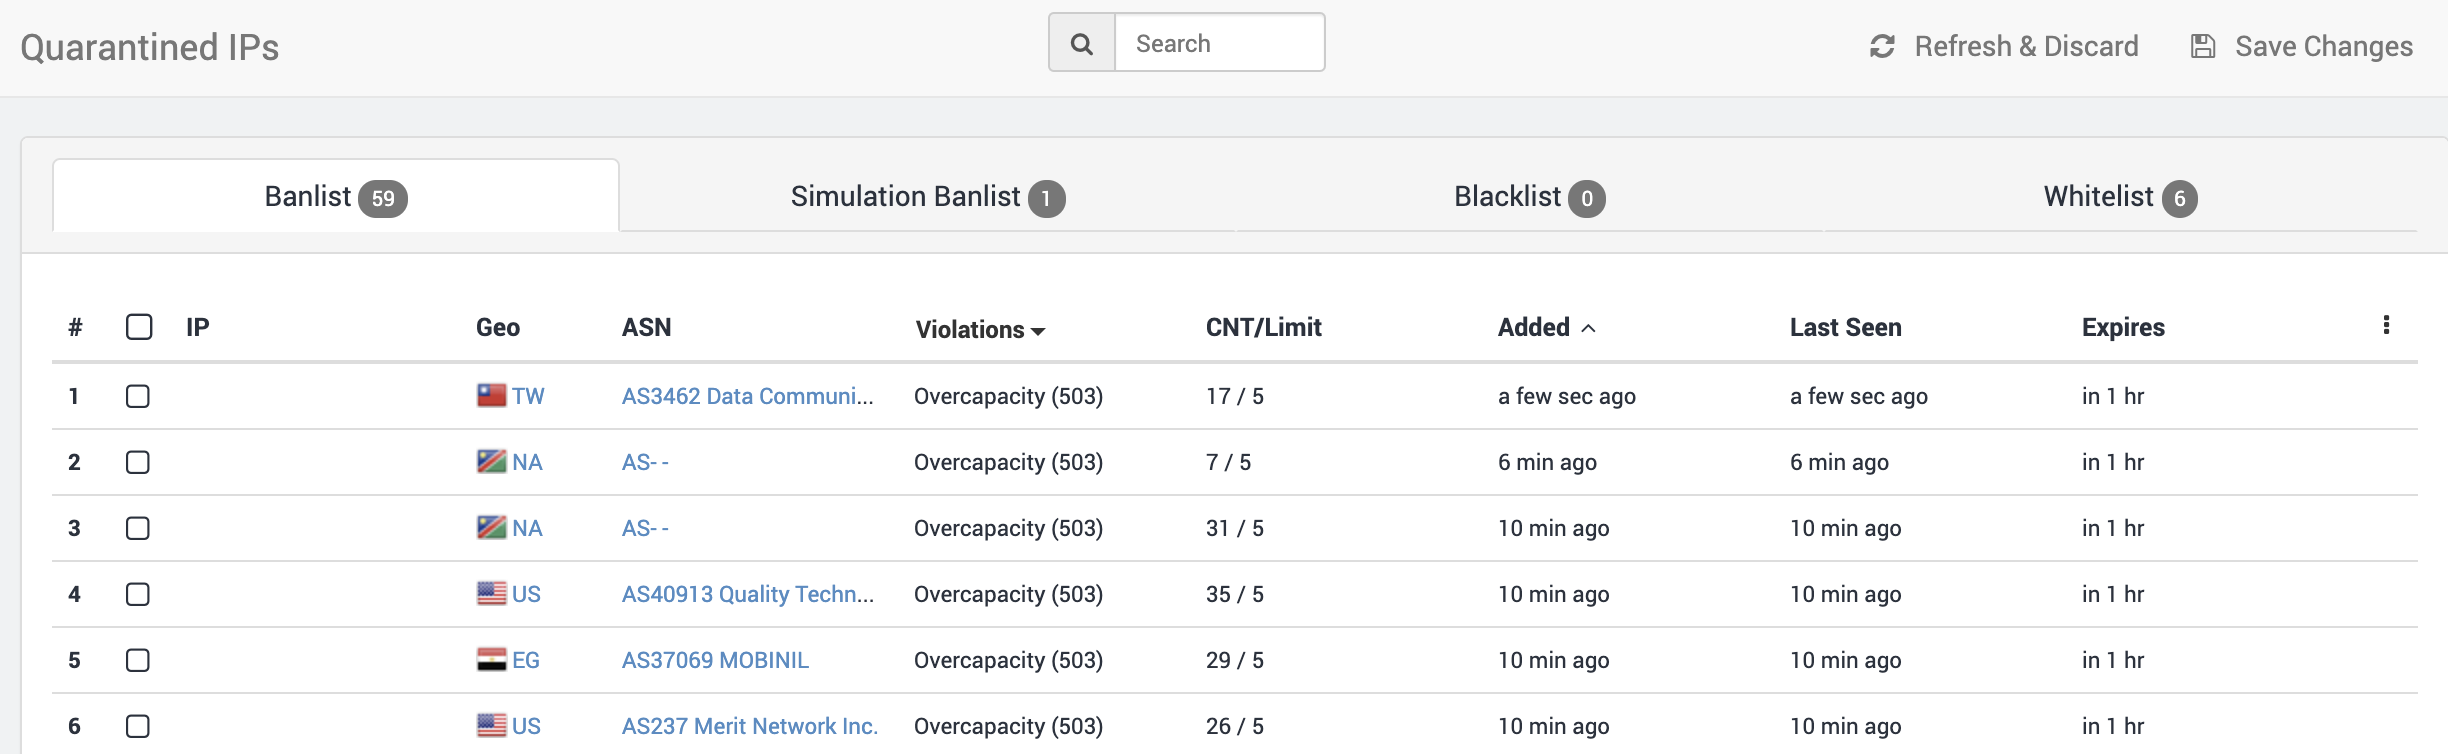 Quarantined IPs Search Refresh & Discard Save Changes
Banlist 59 Simulation Banlist 1 Blacklist 0 Whitelist 6
# IP Geo ASN Violations CNT/Limit Added Last Seen Expires
1 TW AS3462 Data Communi... Overcapacity (503) 17 / 5 a few sec ago a few sec ago in 1 hr
2 NA AS- - Overcapacity (503) 7 / 5 6 min ago 6 min ago in 1 hr
3 NA AS- - Overcapacity (503) 31 / 5 10 min ago 10 min ago in 1 hr
4 US AS40913 Quality Techn... Overcapacity (503) 35 / 5 10 min ago 10 min ago in 1 hr
5 EG AS37069 MOBINIL Overcapacity (503) 29 / 5 10 min ago 10 min ago in 1 hr
6 US AS237 Merit Network Inc. Overcapacity (503) 26 / 5 10 min ago 10 min ago in 1 hr